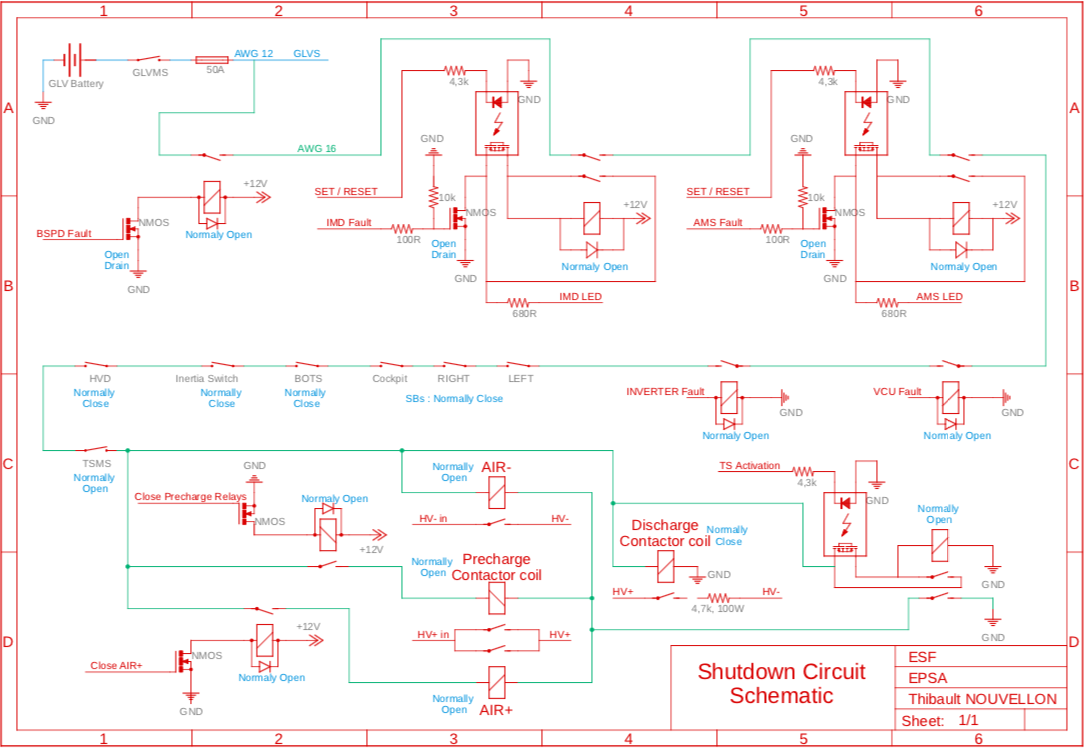 1 2 3 4 5 6
A A
GLV Battery
GND
GLVMS
50A
AWG 12 GLVS
AWG 16
4,3k
GND
4,3k
GND
GND
GND
+12V
SET / RESET
10k
NMOS
+12V
SET / RESET
10k
NMOS
+12V
BSPD Fault
NMOS
Normaly Open
IMD Fault
100R
AMS Fault
100R
Open
Drain
GND
Open
Drain
GND
Normaly Open
Open
Drain
GND
Normaly Open
B B
IMD LED
680R
AMS LED
680R
HVD
Normally
Close
Inertia Switch
Normally
Close
BOTS
Normally
Close
Cockpit
RIGHT
LEFT
SBs : Normally Close
INVERTER Fault
GND
Normally Open
VCU Fault
GND
Normally Open
C C
TSMS
Normally
Open
GND
Close Precharge Relays
NMOS
Normaly Open
+12V
Normally
Open
AIR-
HV- in
HV-
TS Activation
4,3k
GND
Normally
Open
GND
Discharge
Contactor coil
Normally
Close
GND
HV+
4,7k, 100W
HV-
GND
Normally
Open
Precharge
Contactor coil
HV+ in
HV+
D D
+12V
Close AIR+
NMOS
Normaly Open
GND
Normally
Open
AIR+
Shutdown Circuit
Schematic
ESF
EPSA
Thibault NOUVELLON
Sheet: 1/1
1 2 3 4 5 6